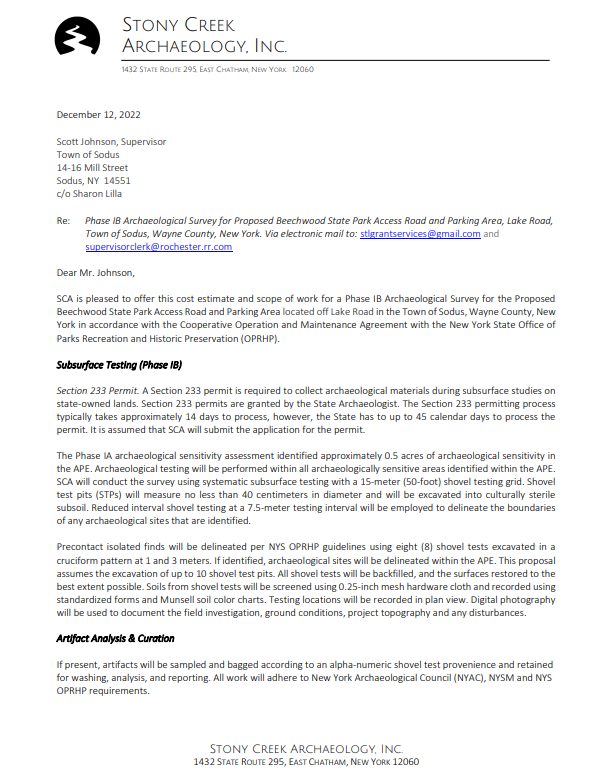 STONY CREEK
ARCHAEOLOGY, INC.
1432 STATE ROUTE 295, EAST CHATHAM, NEW YORK 12060
December 12, 2022
Scott Johnson, Supervisor
Town of Sodus
14-16 Mill Street
Sodus, NY 14551
c/o Sharon Lilla
Re: Phase IB Archaeological Survey for Proposed Beechwood State Park Access Road and Parking Area, Lake Road,
Town of Sodus, Wayne County, New York. Via electronic mail to: stlgrantservices@gmail.com and
supervisorclerk@rochester.rr.com
Dear Mr. Johnson,
SCA is pleased to offer this cost estimate and scope of work for a Phase IB Archaeological Survey for the Proposed
Beechwood State Park Access Road and Parking Area located off Lake Road in the Town of Sodus, Wayne County, New
York in accordance with the Cooperative Operation and Maintenance Agreement with the New York State Office of
Parks Recreation and Historic Preservation (OPRHP).
Subsurface Testing (Phase IB)
Section 233 Permit. A Section 233 permit is required to collect archaeological materials during subsurface studies on
state-owned lands. Section 233 permits are granted by the State Archaeologist. The Section 233 permitting process
typically takes approximately 14 days to process, however, the State has to up to 45 calendar days to process the
permit. It is assumed that SCA will submit the application for the permit.
The Phase IA archaeological sensitivity assessment identified approximately 0.5 acres of archaeological sensitivity in
the APE. Archaeological testing will be performed within all archaeologically sensitive areas identified within the APE.
SCA will conduct the survey using systematic subsurface testing with a 15-meter (50-foot) shovel testing grid. Shovel
test pits (STPs) will measure no less than 40 centimeters in diameter and will be excavated into culturally sterile
subsoil. Reduced interval shovel testing at a 7.5-meter testing interval will be employed to delineate the boundaries
of any archaeological sites that are identified.
Precontact isolated finds will be delineated per NYS OPRHP guidelines using eight (8) shovel tests excavated in a
cruciform pattern at 1 and 3 meters. If identified, archaeological sites will be delineated within the APE. This proposal
assumes the excavation of up to 10 shovel test pits. All shovel tests will be backfilled, and the surfaces restored to the
best extent possible. Soils from shovel tests will be screened using 0.25-inch mesh hardware cloth and recorded using
standardized forms and Munsell soil color charts. Testing locations will be recorded in plan view. Digital photography
will be used to document the field investigation, ground conditions, project topography and any disturbances.
Artifact Analysis & Curation
If present, artifacts will be sampled and bagged according to an alpha-numeric shovel test provenience and retained
for washing, analysis, and reporting. All work will adhere to New York Archaeological Council (NYAC), NYSM and NYS
OPRHP requirements.
STONY CREEK ARCHAEOLOGY, INC.
1432 STATE ROUTE 295, EAST CHATHAM, NEW YORK 12060